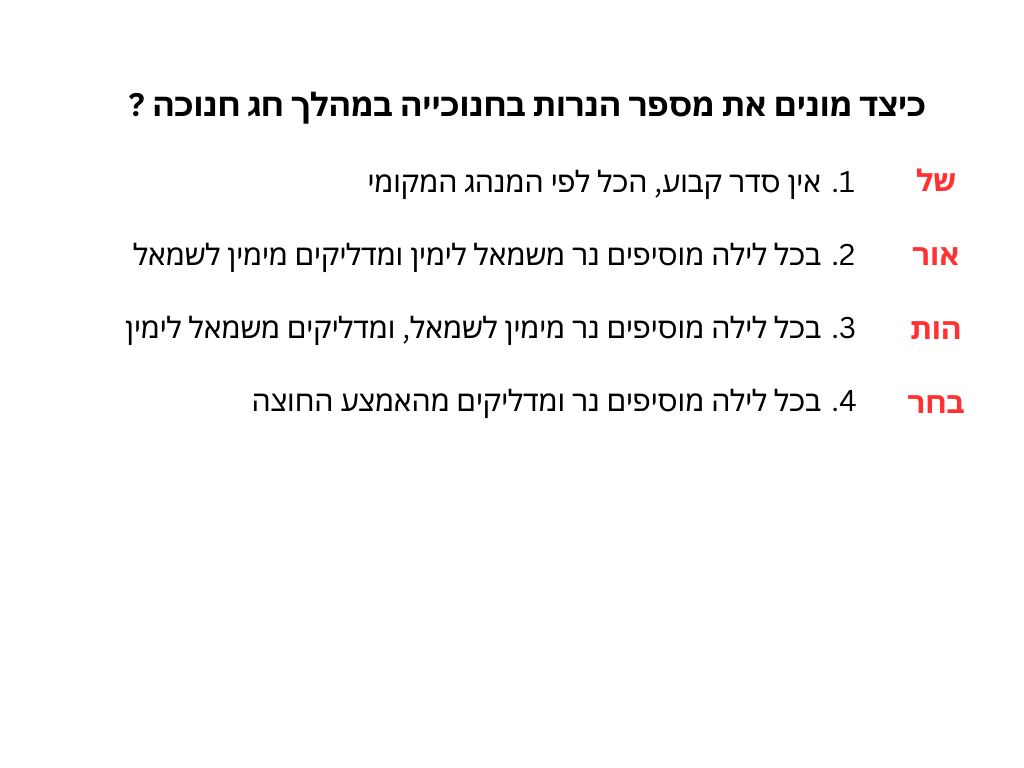 כיצד מונים את מספר הנרות בחנוכייה במהלך חג חנוכה ?
של 1. אין סדר קבוע, הכל לפי המנהג המקומי
אור 2. בכל לילה מוסיפים נר משמאל לימין ומדליקים מימין לשמאל
הות 3. בכל לילה מוסיפים נר מימין לשמאל, ומדליקים משמאל לימין
בחר 4. בכל לילה מוסיפים נר ומדליקים מהאמצע החוצה